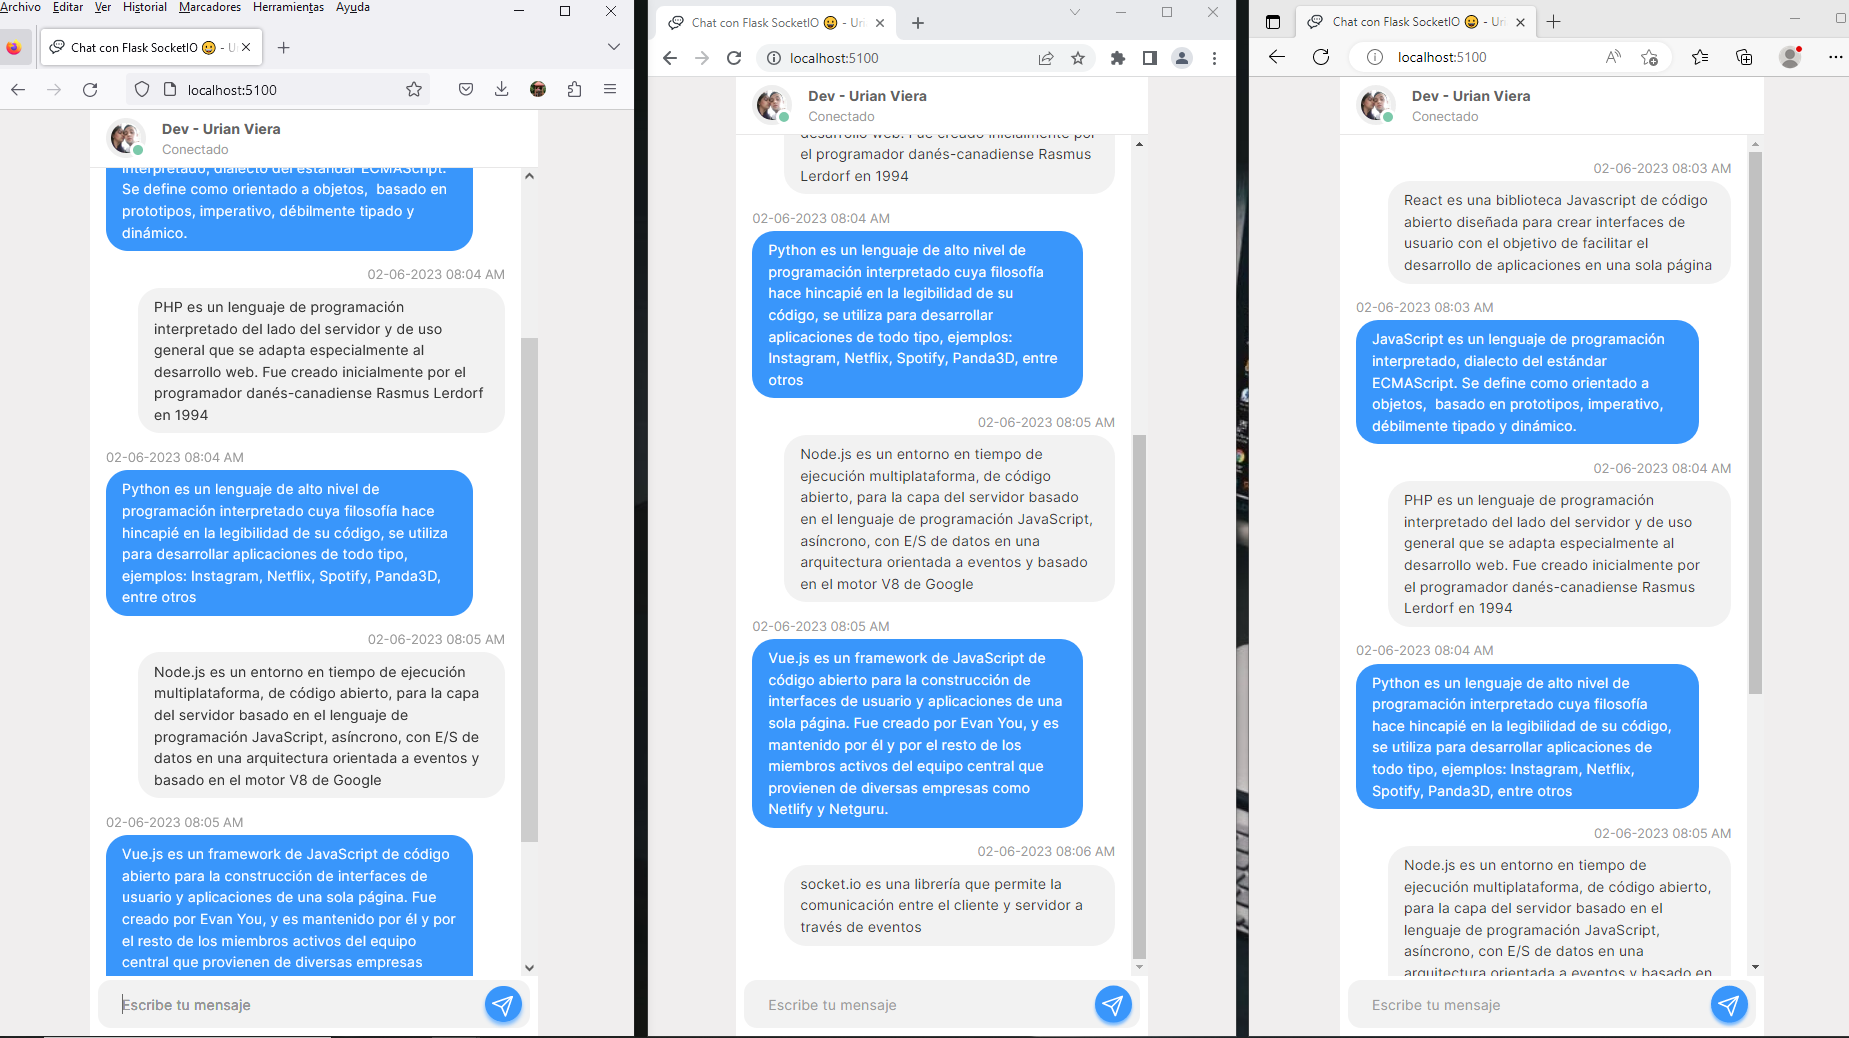 Archivo Editar Ver Historial Marcadores Herramientas Ayuda
Chat con Flask SocketIO 😛 - U
localhost:5100
Dev - Urian Viera
Conectado
interpretado, dialecto del estándar ECMAScript.
Se define como orientado a objetos,  basado en
prototipos, imperativo, débilmente tipado y
dinámico.
02-06-2023 08:04 AM
PHP es un lenguaje de programación
interpretado del lado del servidor y de uso
general que se adapta especialmente al
desarrollo web. Fue creado inicialmente por el
programador danés-canadiense Rasmus Lerdorf
en 1994
02-06-2023 08:04 AM
Python es un lenguaje de alto nivel de
programación interpretado cuya filosofía hace
hincapié en la legibilidad de su código, se utiliza
para desarrollar aplicaciones de todo tipo,
ejemplos: Instagram, Netflix, Spotify, Panda3D,
entre otros
02-06-2023 08:05 AM
Node.js es un entorno en tiempo de ejecución
multiplataforma, de código abierto, para la capa
del servidor basado en el lenguaje de
programación JavaScript, asíncrono, con E/S de
datos en una arquitectura orientada a eventos y
basado en el motor V8 de Google
02-06-2023 08:05 AM
Vue.js es un framework de JavaScript de código
abierto para la construcción de interfaces de
usuario y aplicaciones de una sola página. Fue
creado por Evan You, y es mantenido por él y por
el resto de los miembros activos del equipo
central que provienen de diversas empresas
Escribe tu mensaje
Chat con Flask SocketIO 😛 - Uri
localhost:5100
Dev - Urian Viera
Conectado
desarrollo web. Fue creado inicialmente por
el programador danés-canadiense Rasmus
Lerdorf en 1994
02-06-2023 08:04 AM
Python es un lenguaje de alto nivel de
programación interpretado cuya filosofía
hace hincapié en la legibilidad de su
código, se utiliza para desarrollar
aplicaciones de todo tipo, ejemplos:
Instagram, Netflix, Spotify, Panda3D, entre
otros
02-06-2023 08:05 AM
Node.js es un entorno en tiempo de
ejecución multiplataforma, de código
abierto, para la capa del servidor basado
en el lenguaje de programación JavaScript,
asíncrono, con E/S de datos en una
arquitectura orientada a eventos y basado
en el motor V8 de Google
02-06-2023 08:05 AM
Vue.js es un framework de JavaScript de
código abierto para la construcción de
interfaces de usuario y aplicaciones de una
sola página. Fue creado por Evan You, y es
mantenido por él y por el resto de los
miembros activos del equipo central que
provienen de diversas empresas como
Netlify y Netguru.
02-06-2023 08:06 AM
socket.io es una librería que permite la
comunicación entre el cliente y servidor a
través de eventos
Escribe tu mensaje
Chat con Flask SocketIO 😛 - Uri
localhost:5100
Dev - Urian Viera
Conectado
02-06-2023 08:03 AM
React es una biblioteca Javascript de código
abierto diseñada para crear interfaces de
usuario con el objetivo de facilitar el
desarrollo de aplicaciones en una sola página
02-06-2023 08:03 AM
JavaScript es un lenguaje de programación
interpretado, dialecto del estándar
ECMAScript. Se define como orientado a
objetos,  basado en prototipos, imperativo,
débilmente tipado y dinámico.
02-06-2023 08:04 AM
PHP es un lenguaje de programación
interpretado del lado del servidor y de uso
general que se adapta especialmente al
desarrollo web. Fue creado inicialmente por
el programador danés-canadiense Rasmus
Lerdorf en 1994
02-06-2023 08:04 AM
Python es un lenguaje de alto nivel de
programación interpretado cuya filosofía
hace hincapié en la legibilidad de su código,
se utiliza para desarrollar aplicaciones de
todo tipo, ejemplos: Instagram, Netflix,
Spotify, Panda3D, entre otros
02-06-2023 08:05 AM
Node.js es un entorno en tiempo de
ejecución multiplataforma, de código abierto,
para la capa del servidor basado en el
lenguaje de programación JavaScript,
asíncrono, con E/S de datos en una
arquitectura orientada a eventos y basado en
Escribe tu mensaje